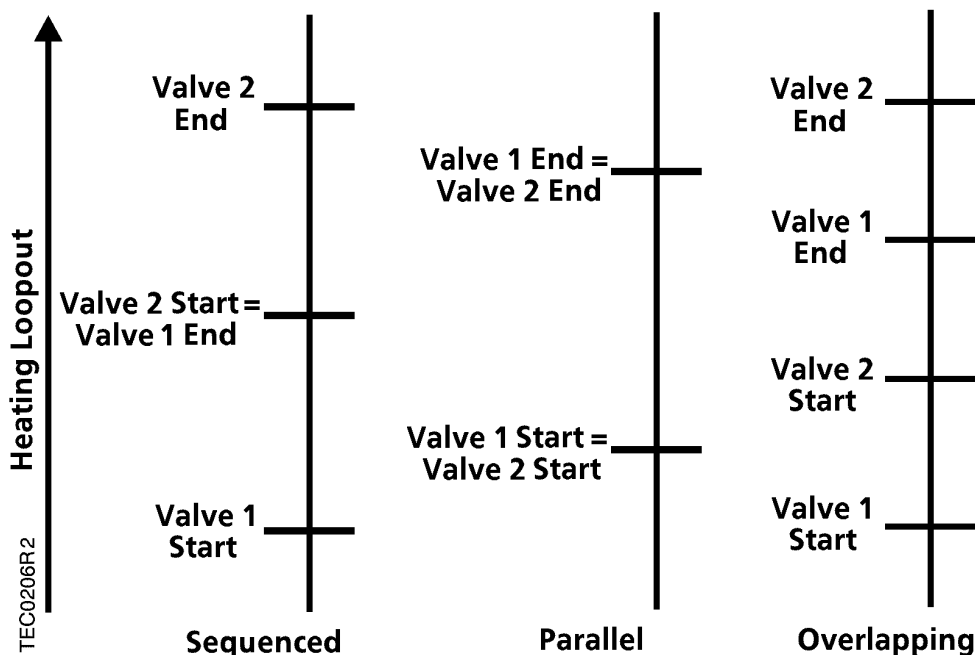 Heating Loopout
TEC0206R2
Valve 2
End
Valve 2 Start =
Valve 1 End
Valve 1
Start
Sequenced
Valve 1 End =
Valve 2 End
Valve 1 Start =
Valve 2 Start
Parallel
Valve 2
End
Valve 1
End
Valve 2
Start
Valve 1
Start
Overlapping